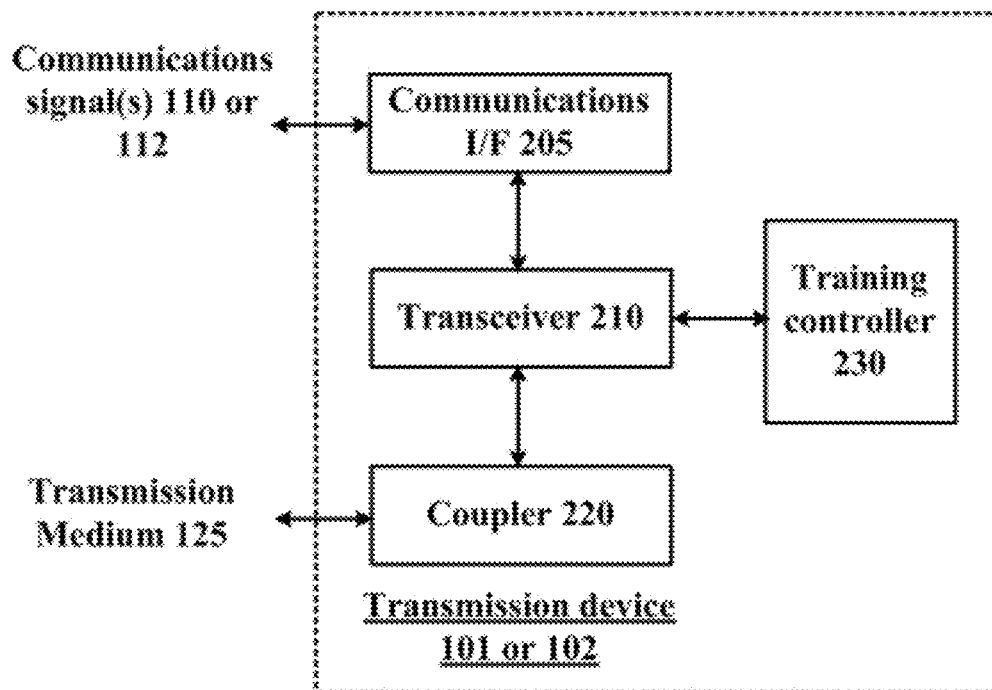 Communications
signal(s) 110 or
112
Communications
I/F 205
Transceiver 210
Training
controller
230
Transmission
Medium 125
Coupler 220
Transmission device
101 or 102